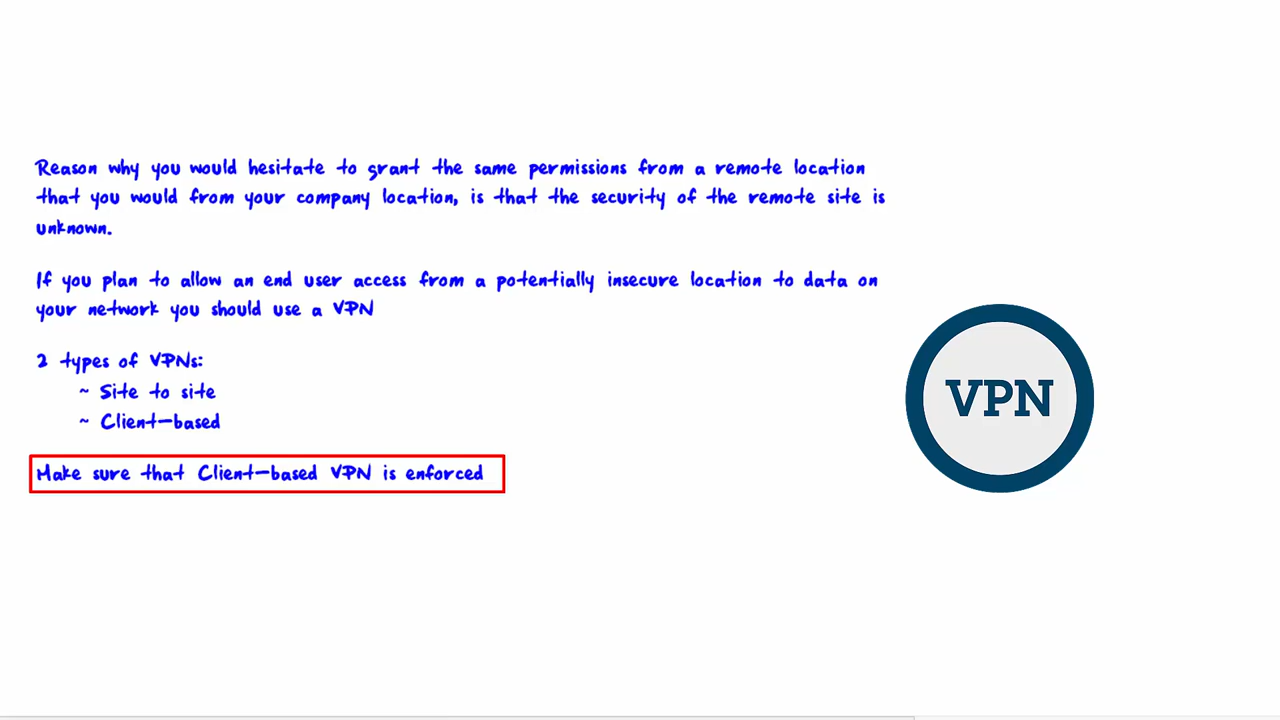 Reason why you would hesitate to grant the same permissions from a remote location
that you would from your company location, is that the security of the remote site is
unknown.
If you plan to allow an end user access from a potentially insecure location to data on
your network you should use a VPN
2 types of VPNs:
~ Site to site
~ Client-based
Make sure that Client-based VPN is enforced
VPN